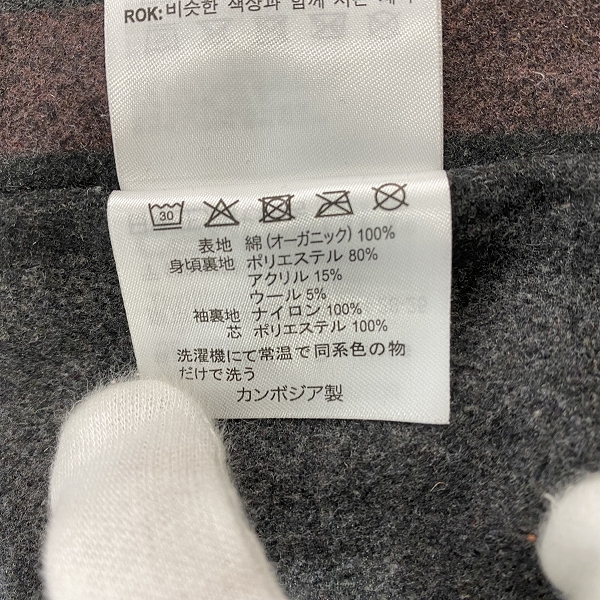 ROK:비슷한 색상과 함께
30
表地 綿(オーガニック)100%
身頃裏地 ポリエステル 80%
アクリル 15%
ウール 5%
袖裏地 ナイロン 100%
芯 ポリエステル 100%
洗濯機にて常温で同系色の物
だけで洗う
カンボジア製